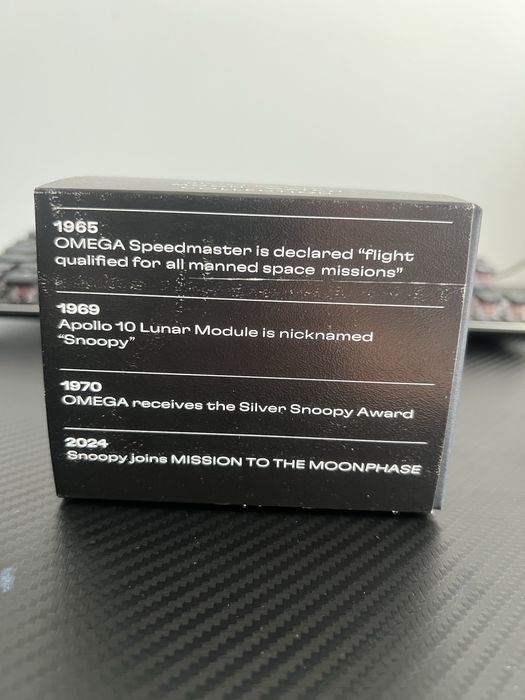 1965
OMEGA Speedmaster is declared “flight
qualified for all manned space missions”
1969
Apollo 10 Lunar Module is nicknamed
“Snoopy”
1970
OMEGA receives the Silver Snoopy Award
2024
Snoopy joins MISSION TO THE MOONPHASE